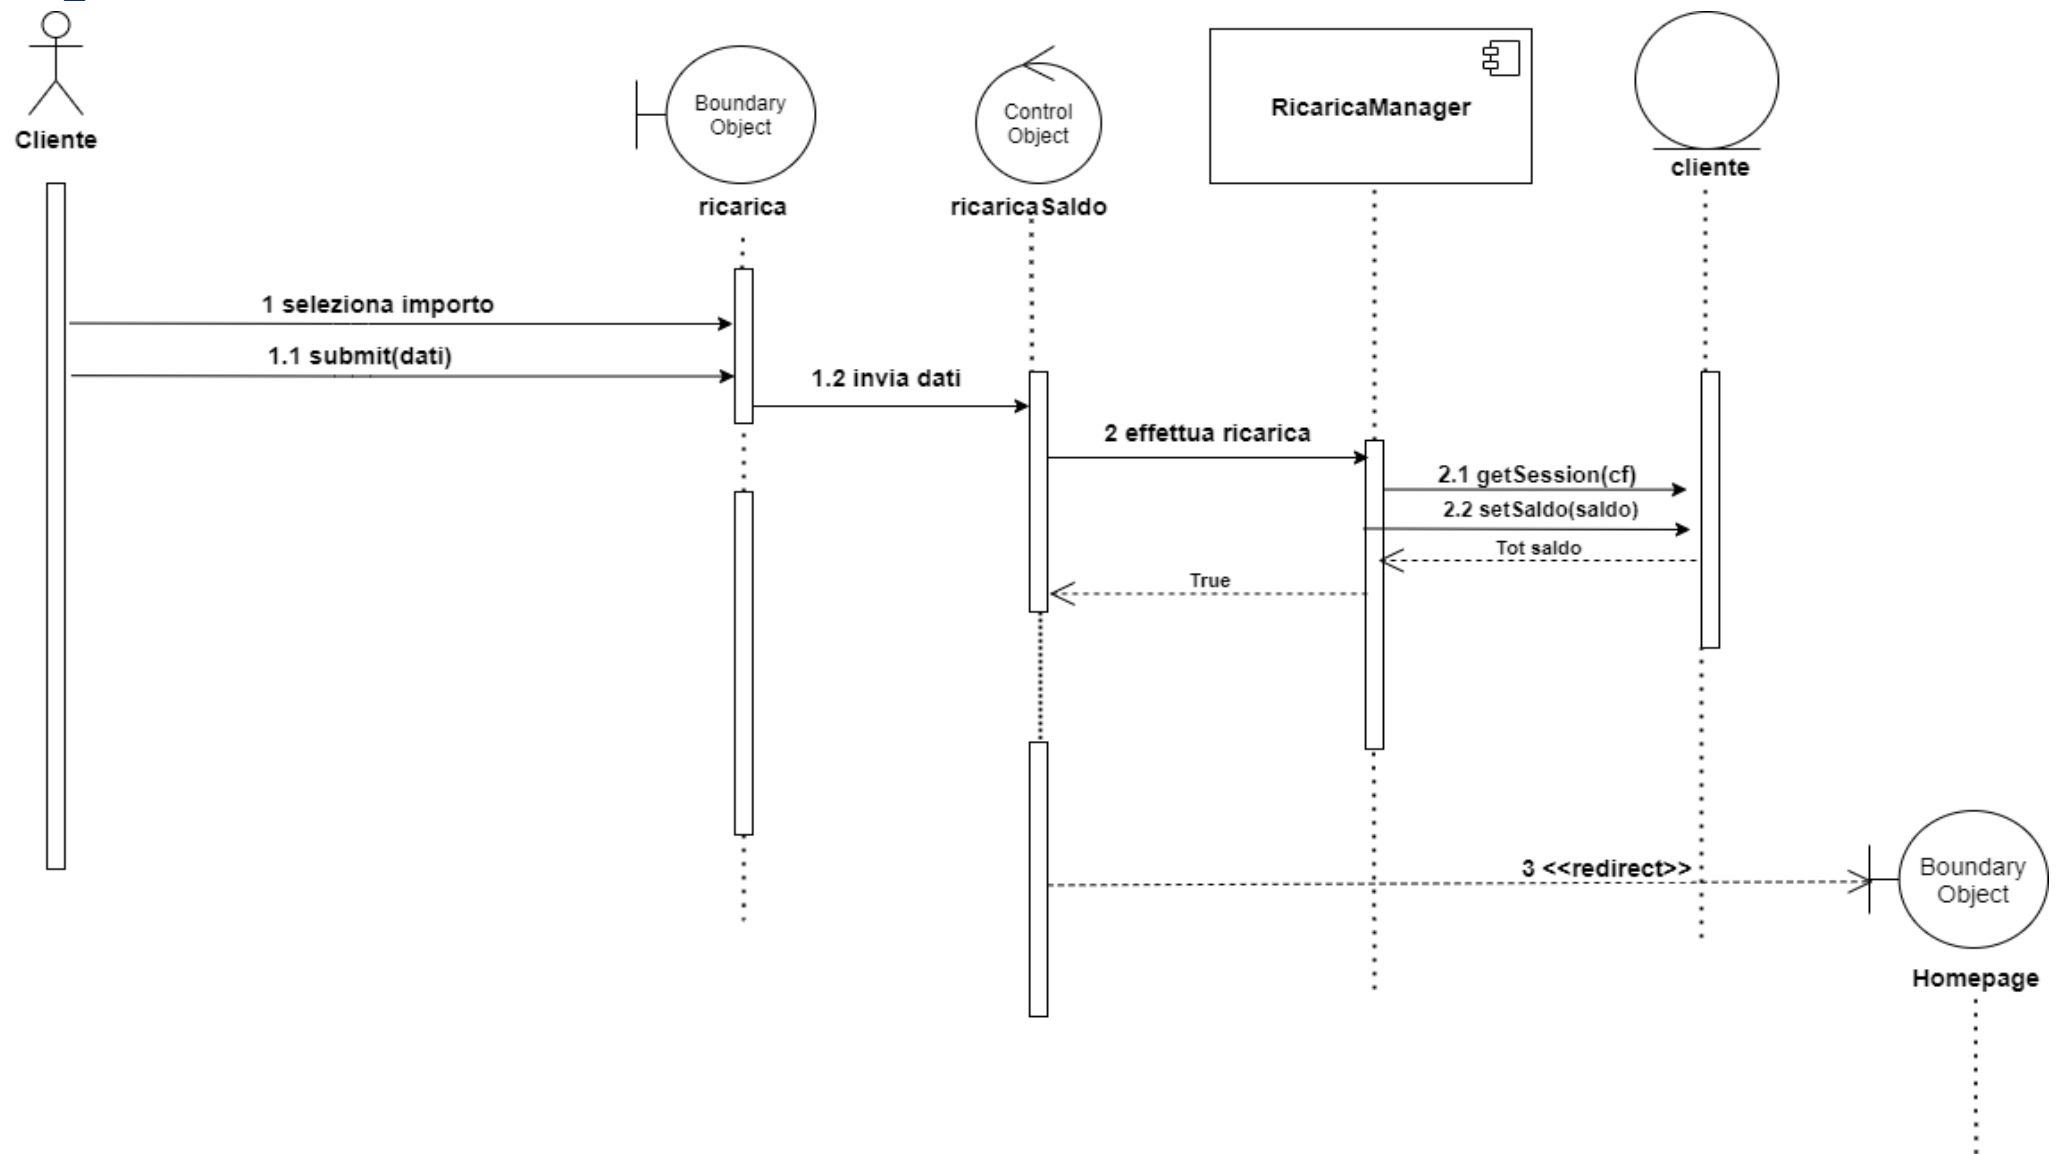 Cliente
Boundary
Object
ricarica
Control
Object
ricaricaSaldo
RicaricaManager
cliente
1 seleziona importo
1.1 submit(dati)
1.2 invia dati
2 effettua ricarica
2.1 getSession(cf)
2.2 setSaldo(saldo)
Tot saldo
True
3 <<redirect>>
Boundary
Object
Homepage